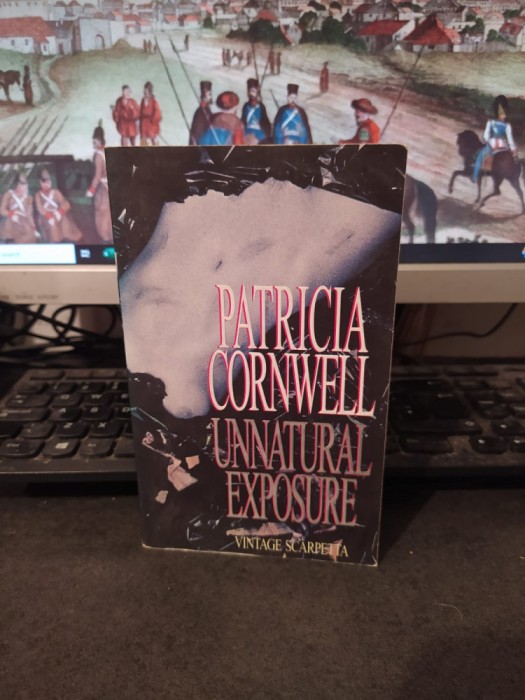 PATRICIA
CORNWELL
UNNATURAL
EXPOSURE
VINTAGE SCARPETTA